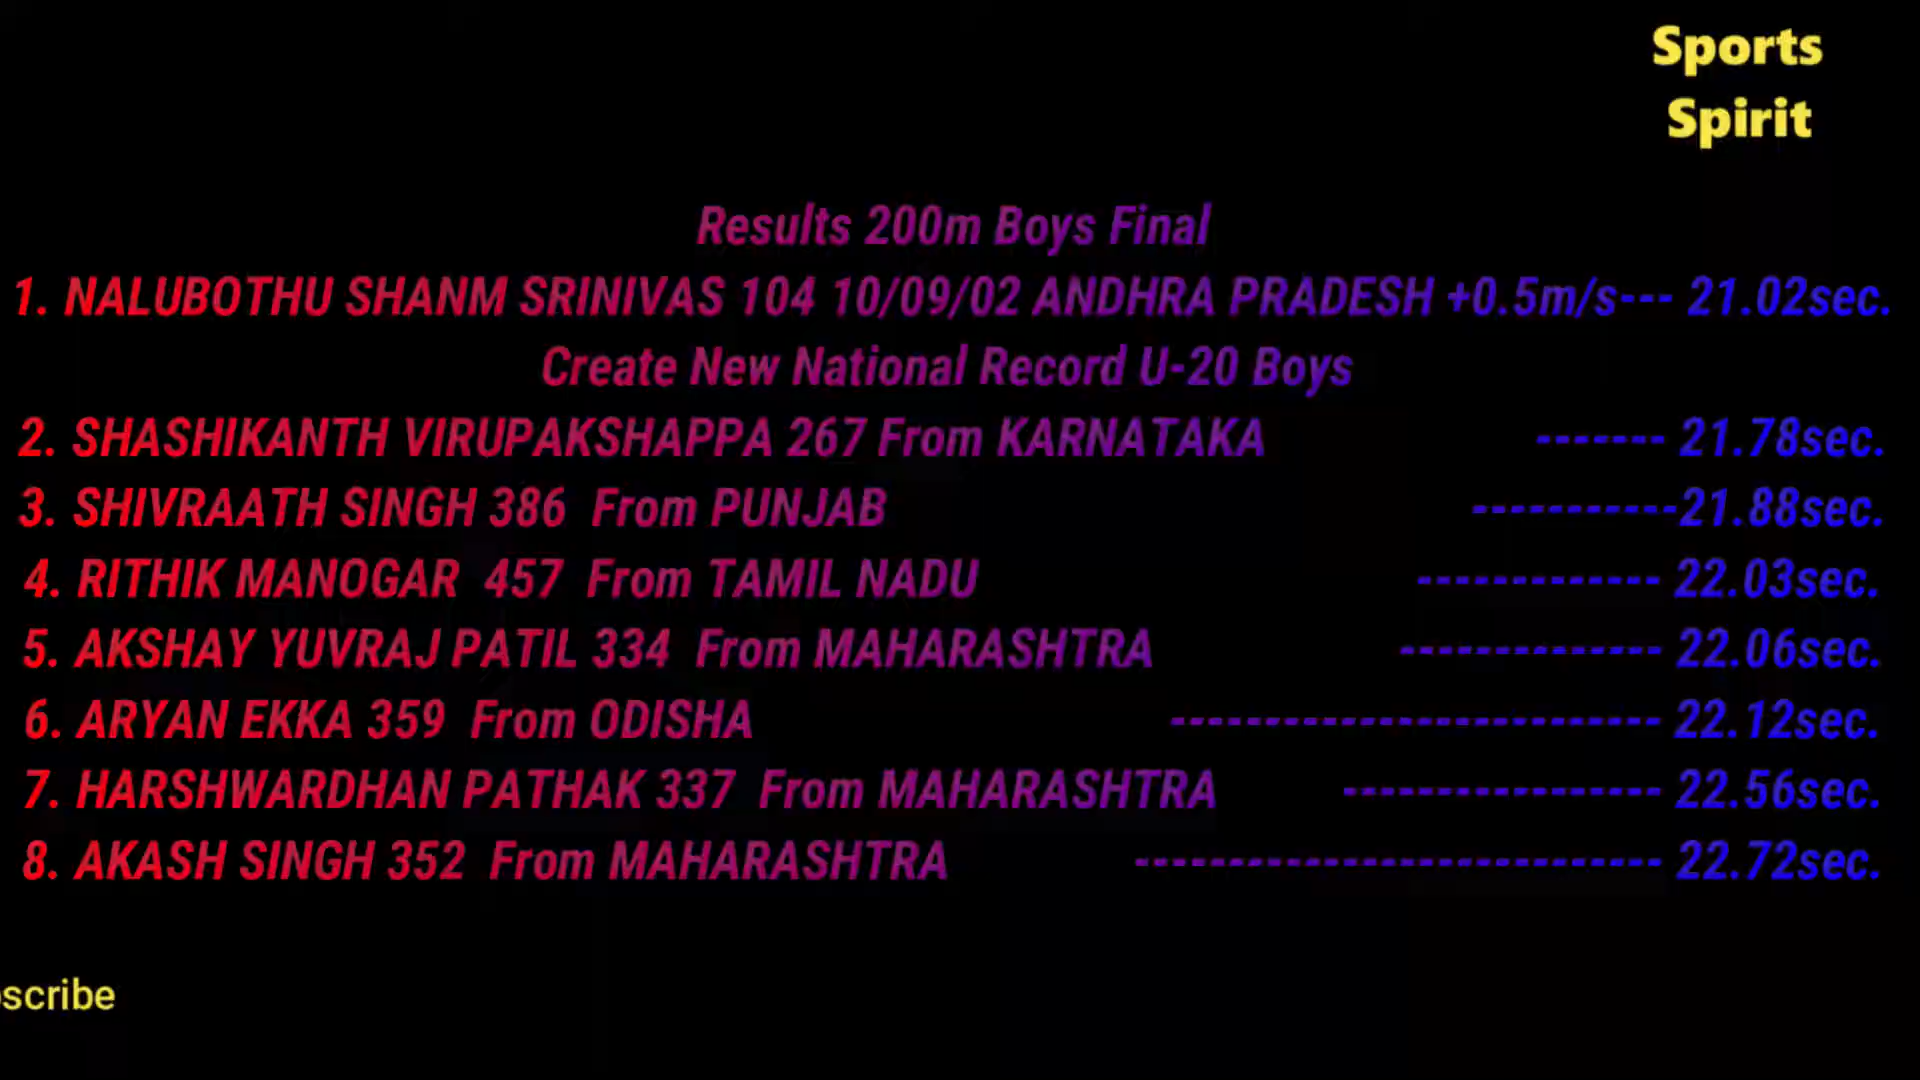 Sports
Spirit
Results 200m Boys Final
1. NALUBOTHU SHANM SRINIVAS 104 10/09/02 ANDHRA PRADESH +0.5m/s--- 21.02sec.
Create New National Record U-20 Boys
2. SHASHIKANTH VIRUPAKSHAPPA 267 From KARNATAKA ------- 21.78sec.
3. SHIVRAATH SINGH 386 From PUNJAB -----------21.88sec.
4. RITHIK MANOGAR 457 From TAMIL NADU ------------- 22.03sec.
5. AKSHAY YUVRAJ PATIL 334 From MAHARASHTRA -------------- 22.06sec.
6. ARYAN EKKA 359 From ODISHA -------------------------- 22.12sec.
7. HARSHWARDHAN PATHAK 337 From MAHARASHTRA ----------------- 22.56sec.
8. AKASH SINGH 352 From MAHARASHTRA ---------------------------- 22.72sec.
scribe